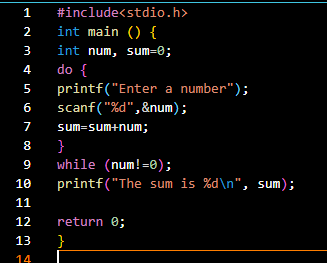 1 #include<stdio.h>
2 int main () {
3 int num, sum=0;
4 do {
5 printf("Enter a number");
6 scanf("%d",&num);
7 sum=sum+num;
8 }
9 while (num!=0);
10 printf("The sum is %d\n", sum);
11
12 return 0;
13 }
14